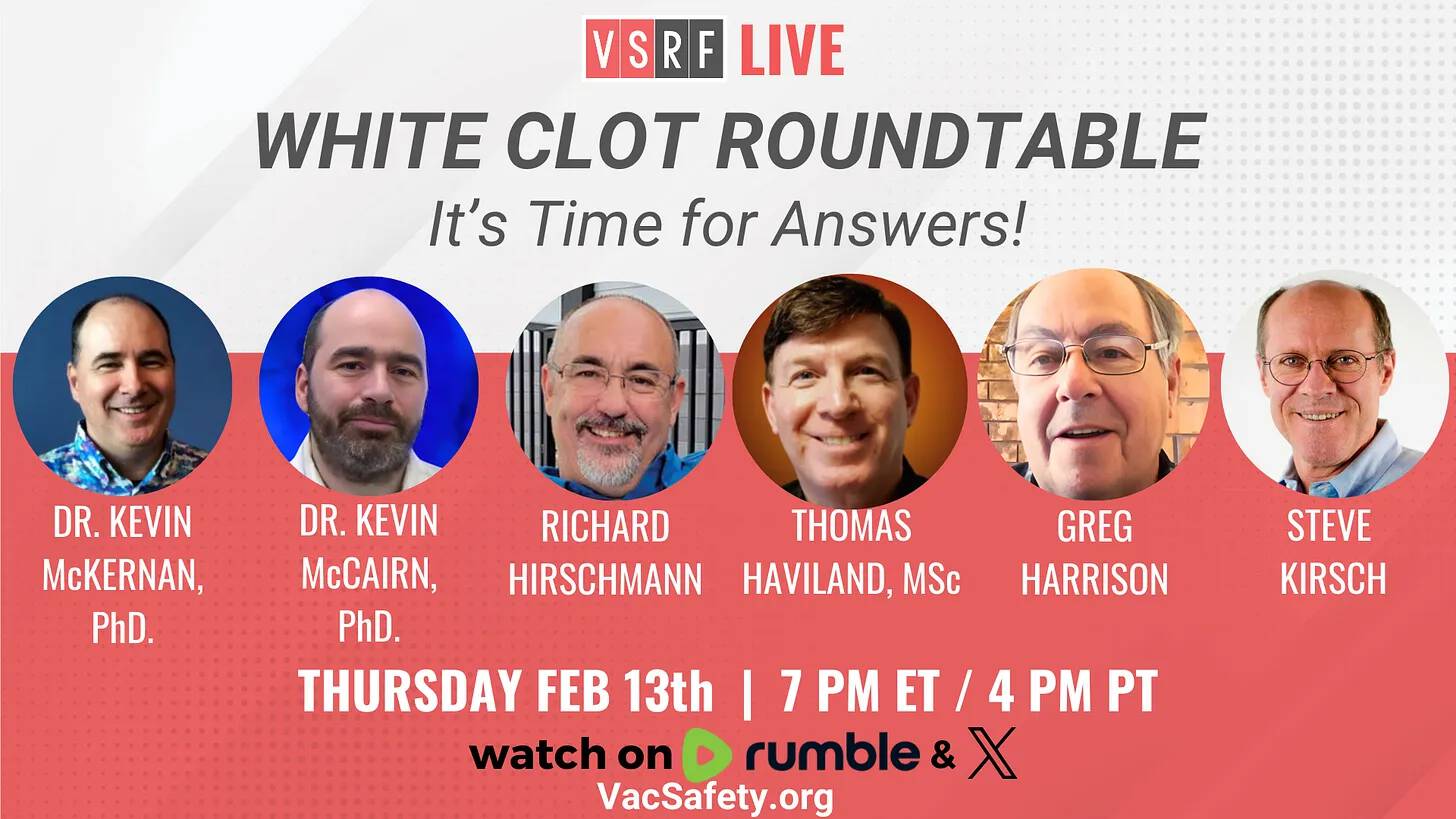 VSRF LIVE
WHITE CLOT ROUNDTABLE
It's Time for Answers!
DR. KEVIN
McKERNAN,
PhD.
DR. KEVIN
McCAIRN,
PhD.
RICHARD
HIRSCHMANN
THOMAS
HAVILAND, MSc
GREG
HARRISON
STEVE
KIRSCH
THURSDAY FEB 13th | 7 PM ET / 4 PM PT
watch on rumble & X
VacSafety.org